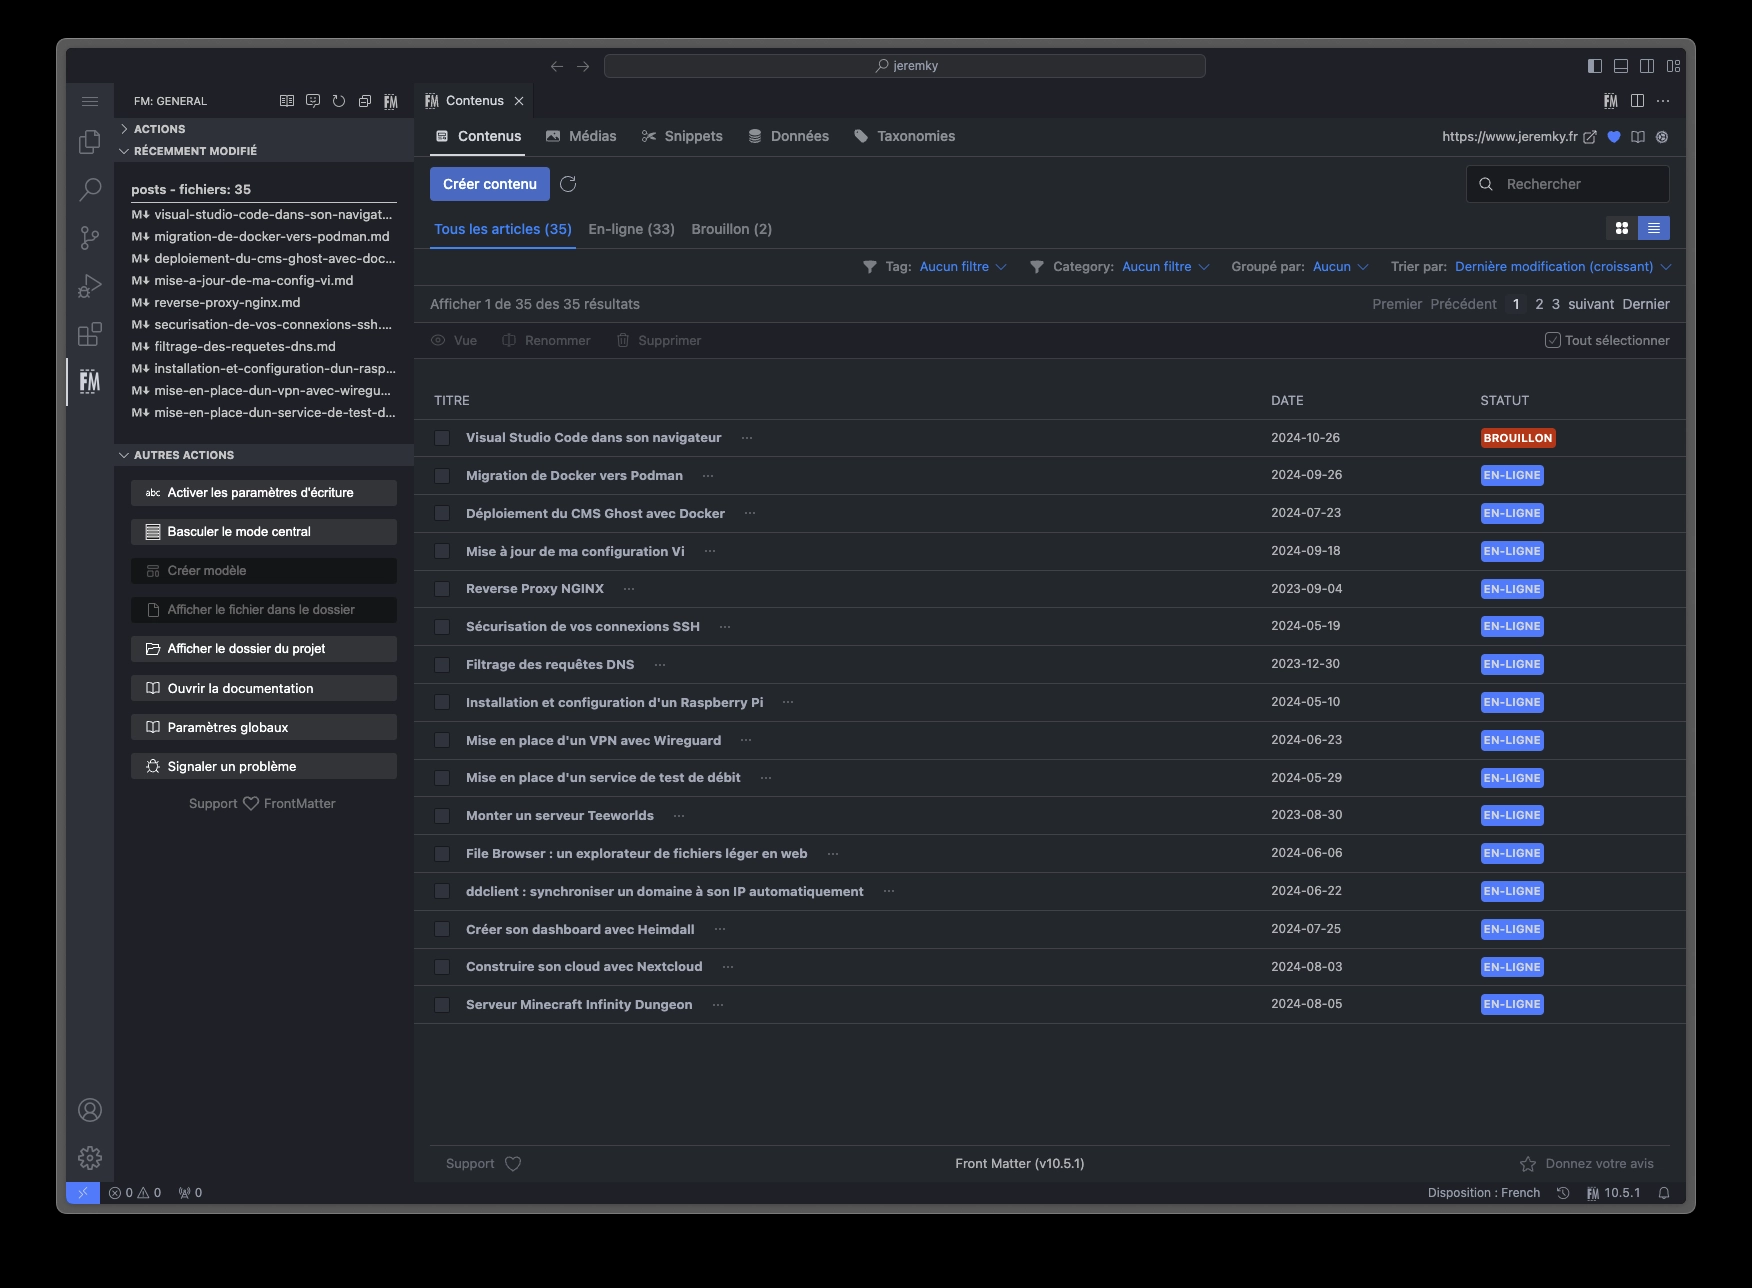 jeremky
FM: GENERAL
FM
FM Contenus
FM
ACTIONS
RÉCEMMENT MODIFIÉ
posts - fichiers: 35
M↓ visual-studio-code-dans-son-navigat...
M↓ migration-de-docker-vers-podman.md
M↓ deploiement-du-cms-ghost-avec-doc...
M↓ mise-a-jour-de-ma-config-vi.md
M↓ reverse-proxy-nginx.md
M↓ securisation-de-vos-connexions-ssh....
M↓ filtrage-des-requetes-dns.md
M↓ installation-et-configuration-dun-rasp...
M↓ mise-en-place-dun-vpn-avec-wiregu...
M↓ mise-en-place-dun-service-de-test-d...
FM
AUTRES ACTIONS
abc Activer les paramètres d'écriture
Basculer le mode central
Créer modèle
Afficher le fichier dans le dossier
Afficher le dossier du projet
Ouvrir la documentation
Paramètres globaux
Signaler un problème
Support FrontMatter
Contenus Médias Snippets Données Taxonomies https://www.jeremky.fr
Créer contenu Rechercher
Tous les articles (35) En-ligne (33) Brouillon (2)
Tag: Aucun filtre Category: Aucun filtre Groupé par: Aucun Trier par: Dernière modification (croissant)
Afficher 1 de 35 des 35 résultats Premier Précédent 1 2 3 suivant Dernier
Vue Renommer Supprimer Tout sélectionner
TITRE DATE STATUT
Visual Studio Code dans son navigateur ... 2024-10-26 BROUILLON
Migration de Docker vers Podman ... 2024-09-26 EN-LIGNE
Déploiement du CMS Ghost avec Docker ... 2024-07-23 EN-LIGNE
Mise à jour de ma configuration Vi ... 2024-09-18 EN-LIGNE
Reverse Proxy NGINX ... 2023-09-04 EN-LIGNE
Sécurisation de vos connexions SSH ... 2024-05-19 EN-LIGNE
Filtrage des requêtes DNS ... 2023-12-30 EN-LIGNE
Installation et configuration d'un Raspberry Pi ... 2024-05-10 EN-LIGNE
Mise en place d'un VPN avec Wireguard ... 2024-06-23 EN-LIGNE
Mise en place d'un service de test de débit ... 2024-05-29 EN-LIGNE
Monter un serveur Teeworlds ... 2023-08-30 EN-LIGNE
File Browser : un explorateur de fichiers léger en web ... 2024-06-06 EN-LIGNE
ddclient : synchroniser un domaine à son IP automatiquement ... 2024-06-22 EN-LIGNE
Créer son dashboard avec Heimdall ... 2024-07-25 EN-LIGNE
Construire son cloud avec Nextcloud ... 2024-08-03 EN-LIGNE
Serveur Minecraft Infinity Dungeon ... 2024-08-05 EN-LIGNE
Support Front Matter (v10.5.1) Donnez votre avis
0 0 0 Disposition : French FM 10.5.1